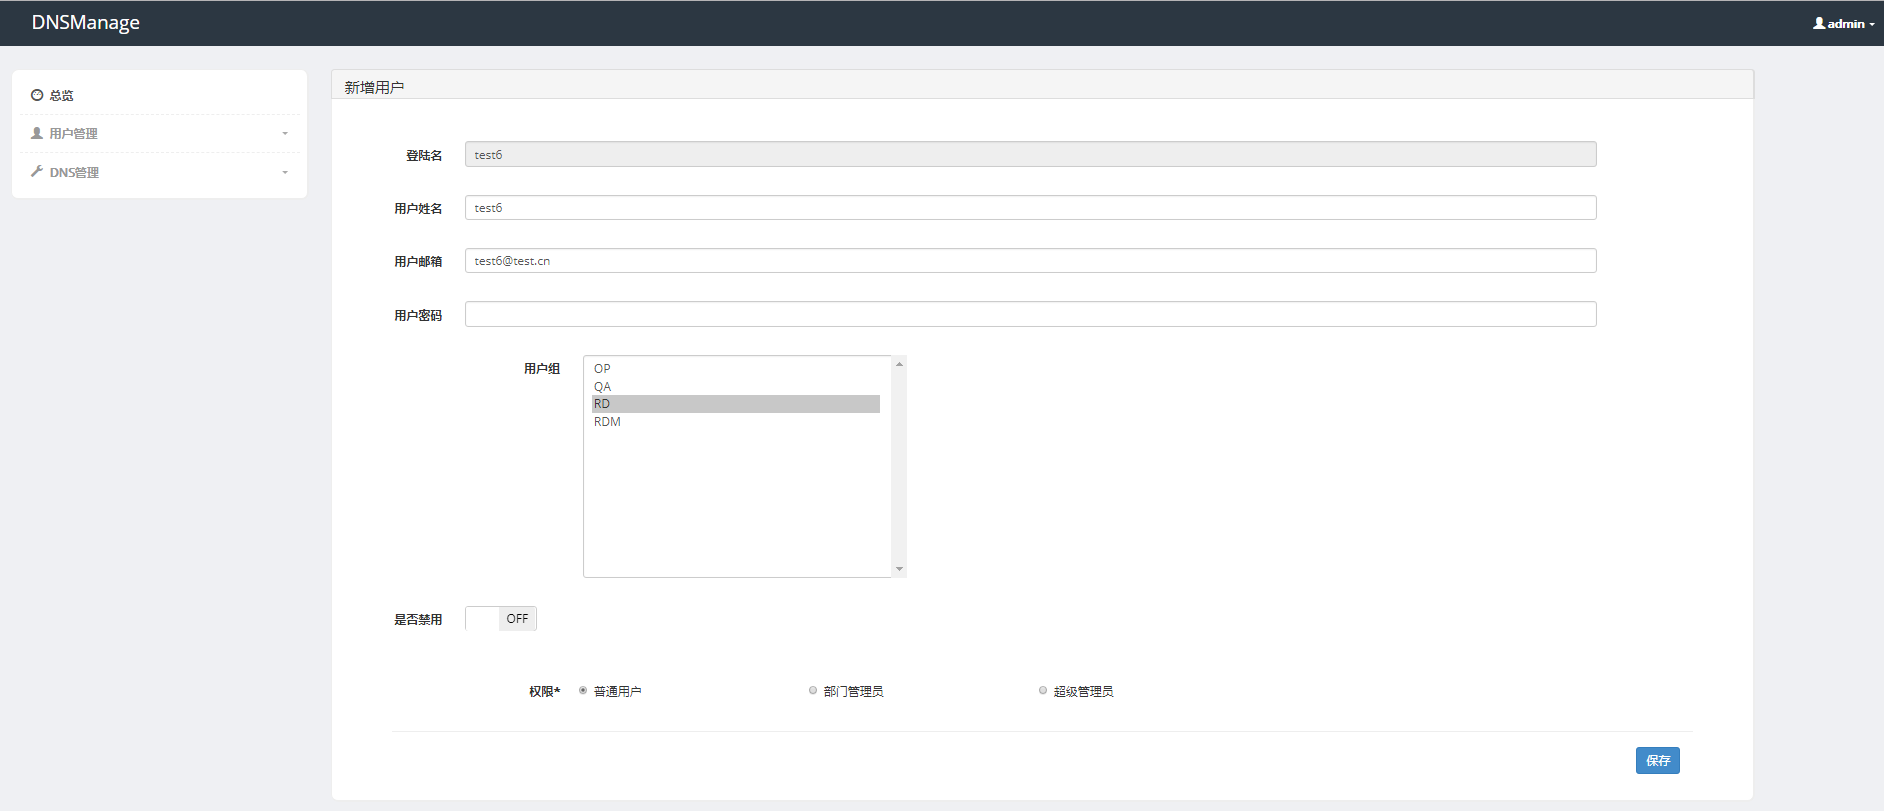 DNSManage
admin
总览
用户管理
DNS管理
新增用户
登陆名 test6
用户姓名 test6
用户邮箱 test6@test.cn
用户密码
用户组
OP
QA
RD
RDM
是否禁用 OFF
权限* 普通用户 部门管理员 超级管理员
保存